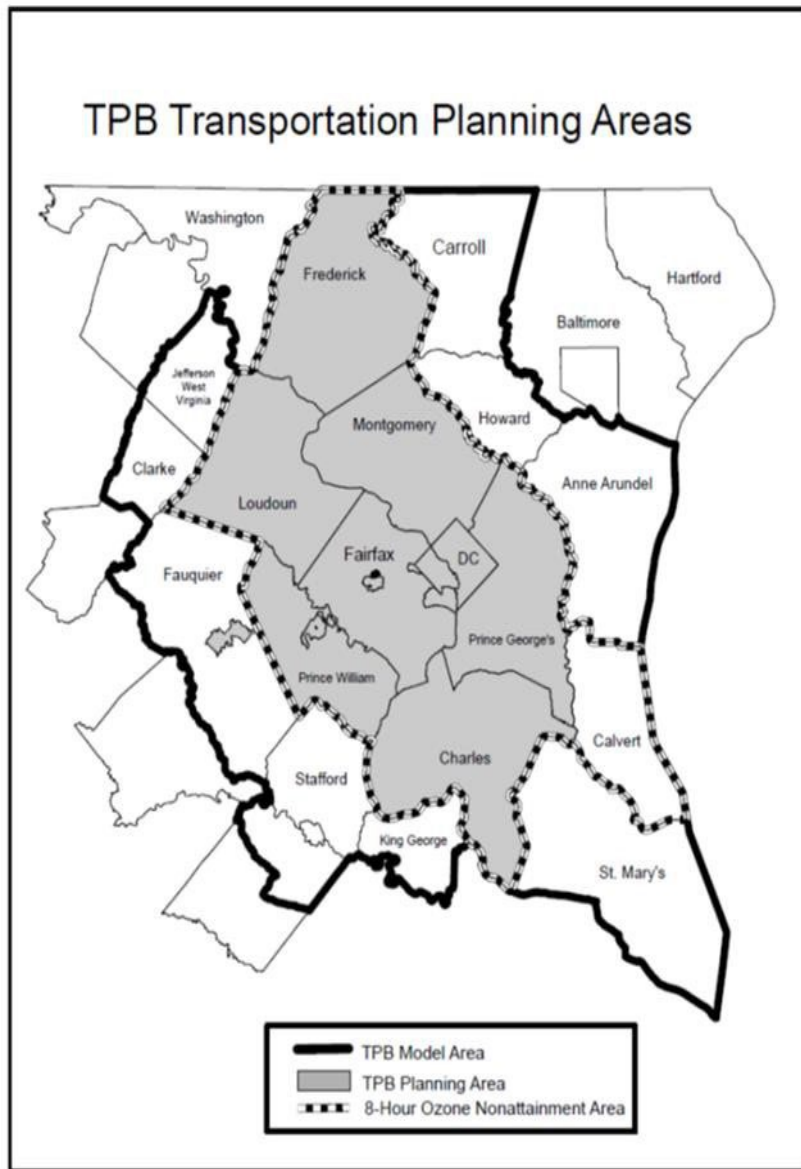 TPB Transportation Planning Areas
Washington
Carroll
Frederick
Hartford
Baltimore
Jefferson
West
Virginia
Howard
Montgomery
Clarke
Anne Arundel
Loudoun
Fairfax
DC
Fauquier
Prince George's
Prince William
Calvert
Charles
Stafford
King George
St. Mary's
TPB Model Area
TPB Planning Area
8-Hour Ozone Nonattainment Area